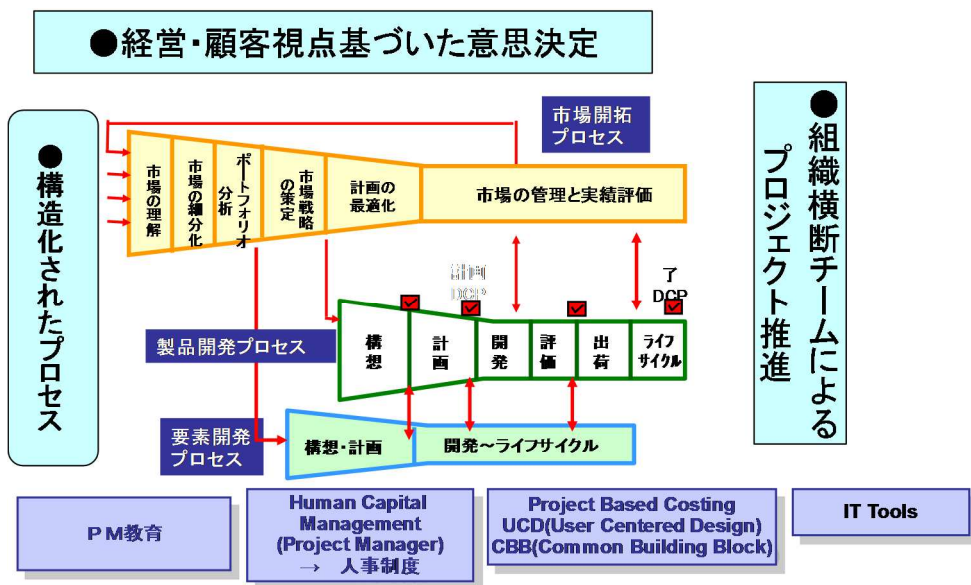 ●経営・顧客視点基づいた意思決定
●構造化されたプロセス
●組織横断チームによる
プロジェクト推進
市場開拓
プロセス
市場の理解
市場の細分化
ポートフォリオ
分析
市場戦略
の策定
計画の
最適化
市場の管理と実績評価
計画
DCP
了
DCP
製品開発プロセス
構想
計画
開発
評価
出荷
ライフ
サイクル
要素開発
プロセス
構想・計画
開発～ライフサイクル
PM教育
Human Capital
Management
(Project Manager)
→ 人事制度
Project Based Costing
UCD(User Centered Design)
CBB(Common Building Block)
IT Tools